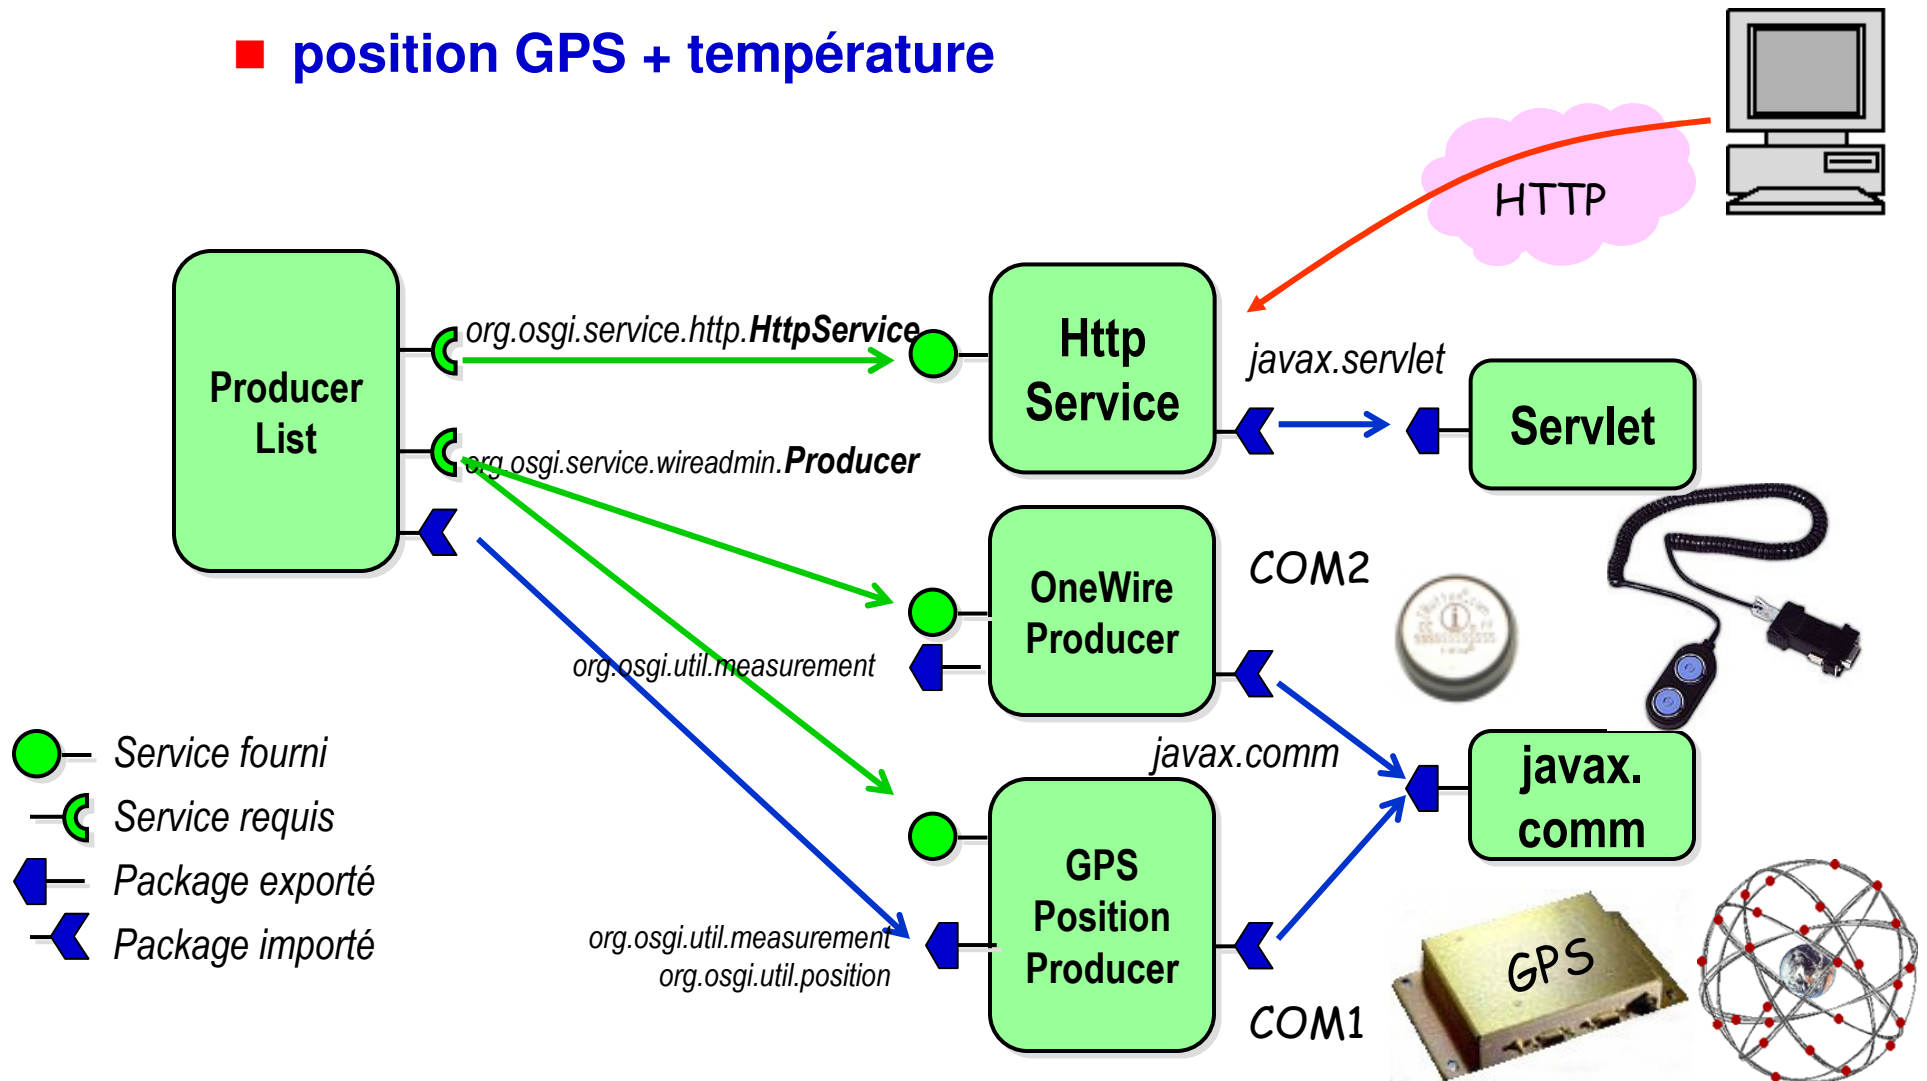 position GPS + température
HTTP
org.osgi.service.http.HttpService
Http
Service
javax.servlet
Servlet
Producer
List
org.osgi.service.wireadmin.Producer
OneWire
Producer
COM2
org.osgi.util.measurement
javax.comm
javax.
comm
Service fourni
Service requis
Package exporté
Package importé
GPS
Position
Producer
org.osgi.util.measurement
org.osgi.util.position
COM1
GPS